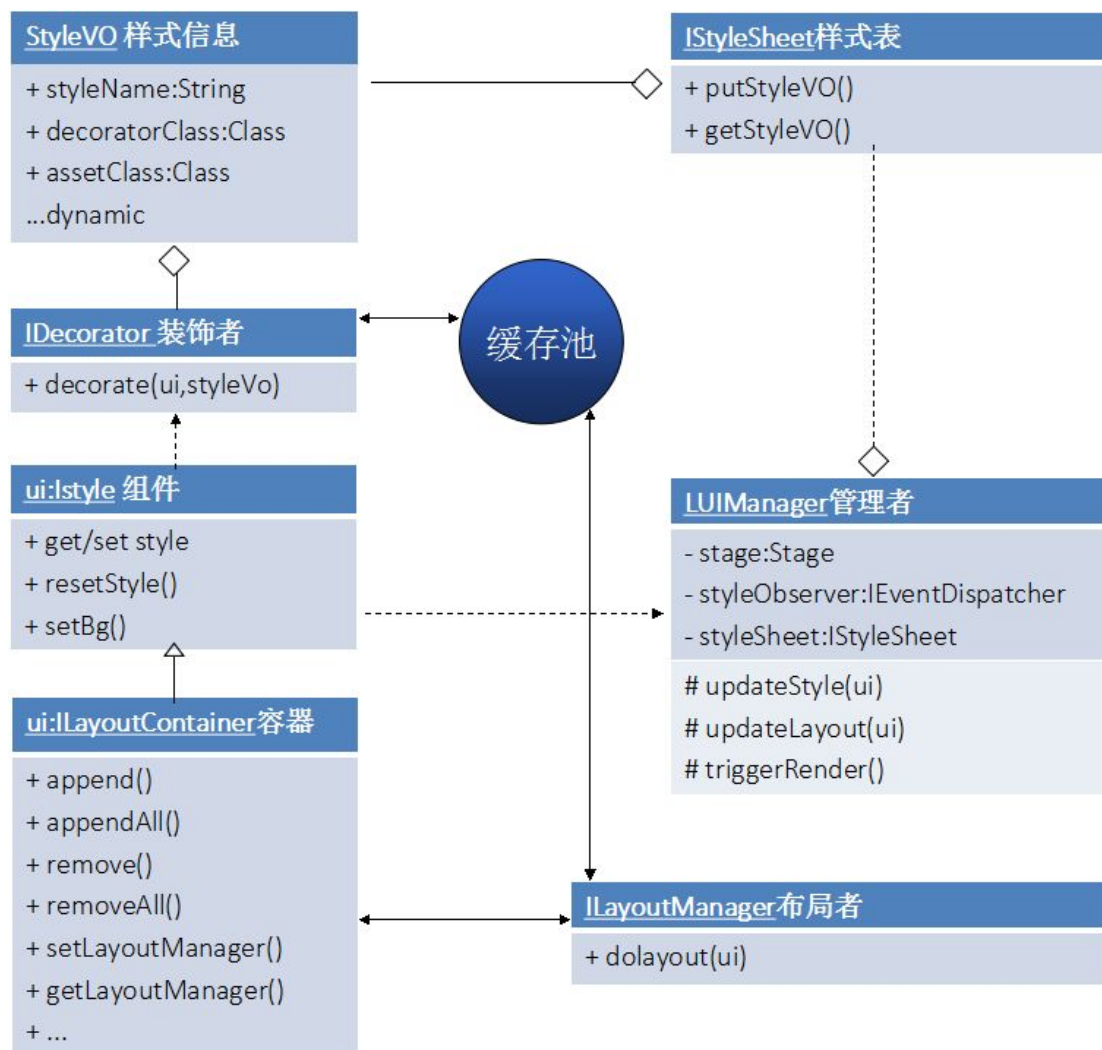 StyleVO 样式信息
+ styleName:String
+ decoratorClass:Class
+ assetClass:Class
...dynamic
IStyleSheet样式表
+ putStyleVO()
+ getStyleVO()
IDecorator 装饰者
+ decorate(ui,styleVo)
缓存池
ui:Istyle 组件
+ get/set style
+ resetStyle()
+ setBg()
LUIManager管理者
- stage:Stage
- styleObserver:IEventDispatcher
- styleSheet:IStyleSheet
# updateStyle(ui)
# updateLayout(ui)
# triggerRender()
ui:ILayoutContainer容器
+ append()
+ appendAll()
+ remove()
+ removeAll()
+ setLayoutManager()
+ getLayoutManager()
+ ...
ILayoutManager布局者
+ dolayout(ui)